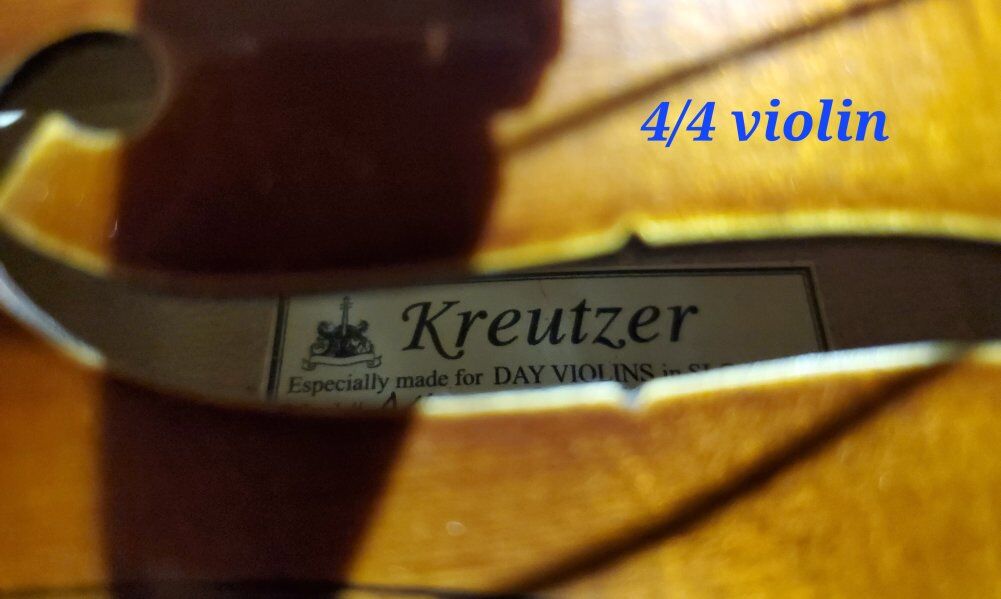 4/4 violin
Kreutzer
Especially made for DAY VIOLINS in